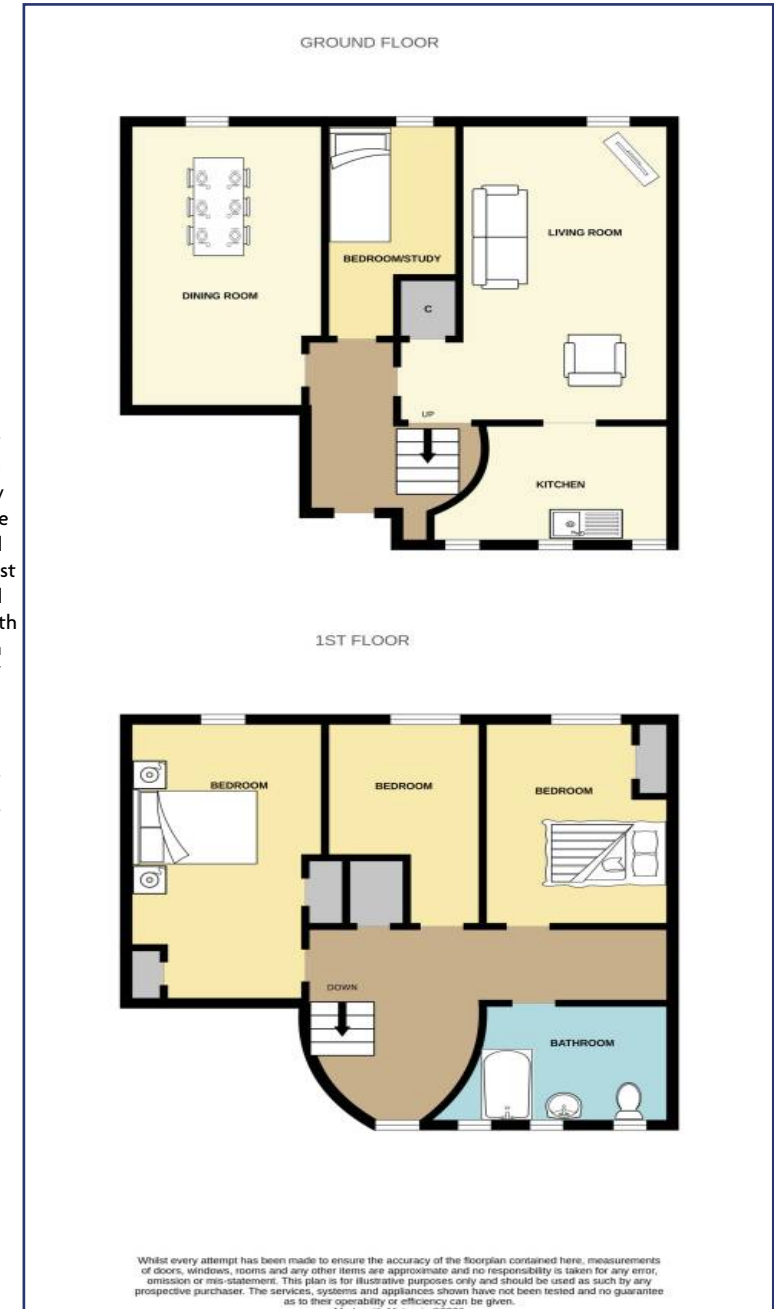 GROUND FLOOR
DINING ROOM
BEDROOM/STUDY
LIVING ROOM
C
UP
KITCHEN
1ST FLOOR
BEDROOM
BEDROOM
BEDROOM
DOWN
BATHROOM
Whilst every attempt has been made to ensure the accuracy of the floorplan contained here, measurements
of doors, windows, rooms and any other items are approximate and no responsibility is taken for any error,
omission or mis-statement. This plan is for illustrative purposes only and should be used as such by any
prospective purchaser. The services, systems and appliances shown have not been tested and no guarantee
as to their operability or efficiency can be given.